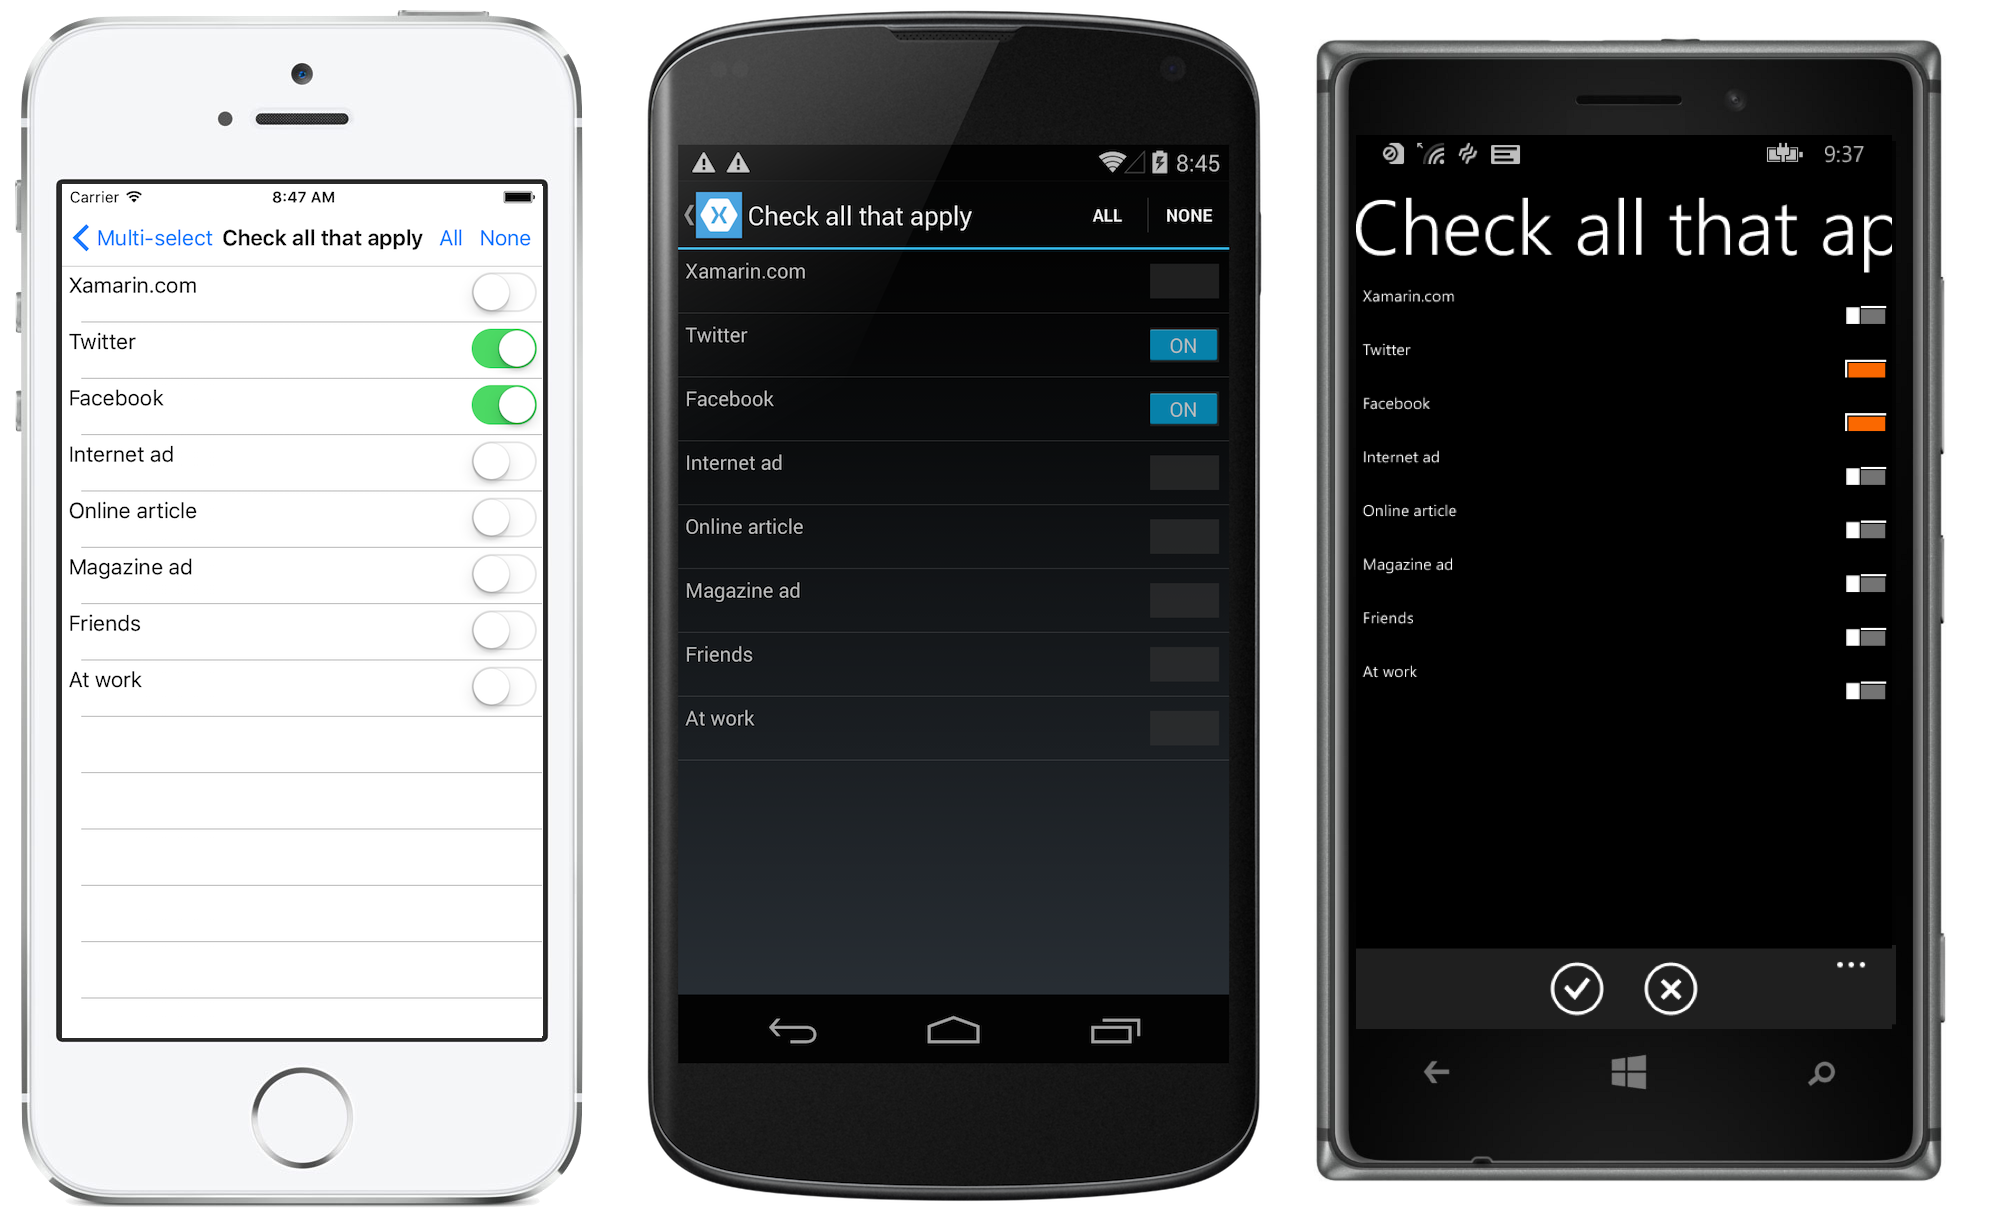 Carrier 8:47 AM
Multi-select Check all that apply All None
Xamarin.com
Twitter
Facebook
Internet ad
Online article
Magazine ad
Friends
At work
8:45
X Check all that apply ALL NONE
Xamarin.com
Twitter ON
Facebook ON
Internet ad
Online article
Magazine ad
Friends
At work
9:37
Check all that ap
Xamarin.com
Twitter
Facebook
Internet ad
Online article
Magazine ad
Friends
At work